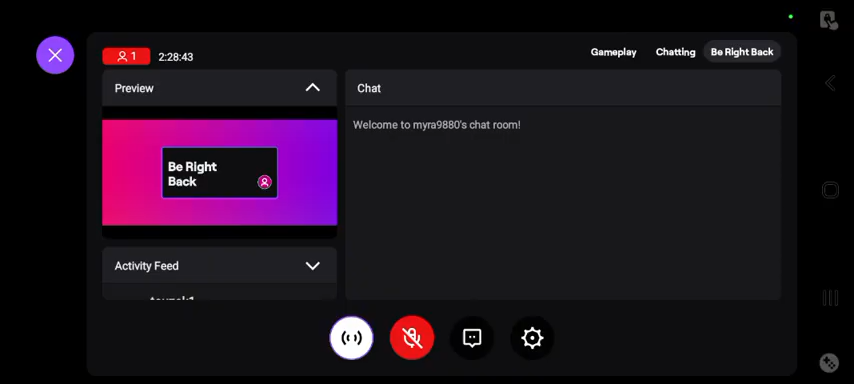 1
2:28:43
Gameplay
Chatting
Be Right Back
Preview
Be Right
Back
Activity Feed
Chat
Welcome to myra9880's chat room!